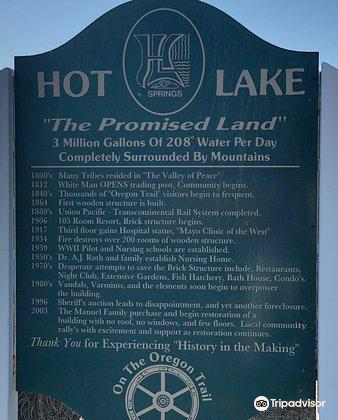 HOT LAKE
H
SPRINGS
"The Promised Land"
3 Million Gallons Of 208° Water Per Day
Completely Surrounded By Mountains
1800's Many Tribes resided in "The Valley of Peace"
1812 White Man OPENS trading post, Community begins.
1840's Thousands of "Oregon Trail" visitors begin to frequent.
1864 First wooden structure is built.
1880's Union Pacific - Transcontinental Rail System completed.
1906 105 Room Resort, Brick structure begins.
1917 Third floor gains Hospital status, "Mayo Clinic of the West"
1934 Fire destroys over 200 rooms of wooden structure.
1939 WWII Pilot and Nursing schools are established.
1950's Dr. A.J. Roth and family establish Nursing Home.
1970's Desperate attempts to save the Brick Structure include, Restaurants,
Night Club, Extensive Gardens, Fish Hatchery, Bath House, Condo's.
1980's Vandals, Varmints, and the elements soon begin to overpower
the building.
1996 Sheriff's auction leads to disappointment, and yet another foreclosure.
2003 The Manuel Family purchase and begin restoration of a
building with no roof, no windows, and few floors. Local community
rally's with excitement and support as restoration continues.
Thank You for Experiencing "History in the Making"
On The Oregon Trail
Tripadvisor